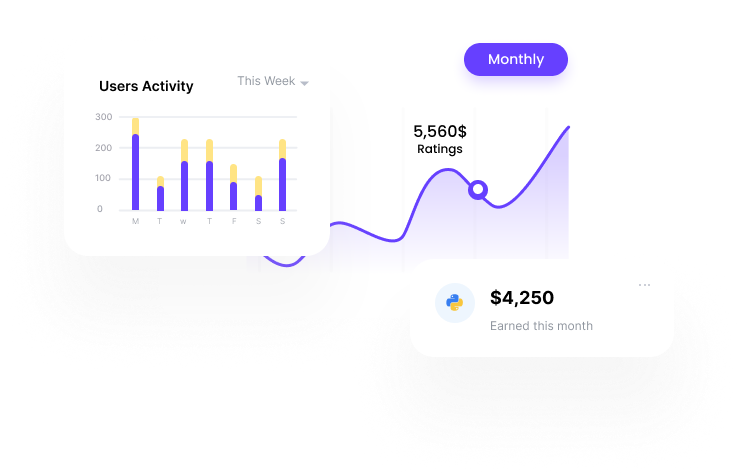 Monthly
Users Activity
This Week
300
200
100
0
M T w T F S S
5,560$
Ratings
$4,250
...
Earned this month